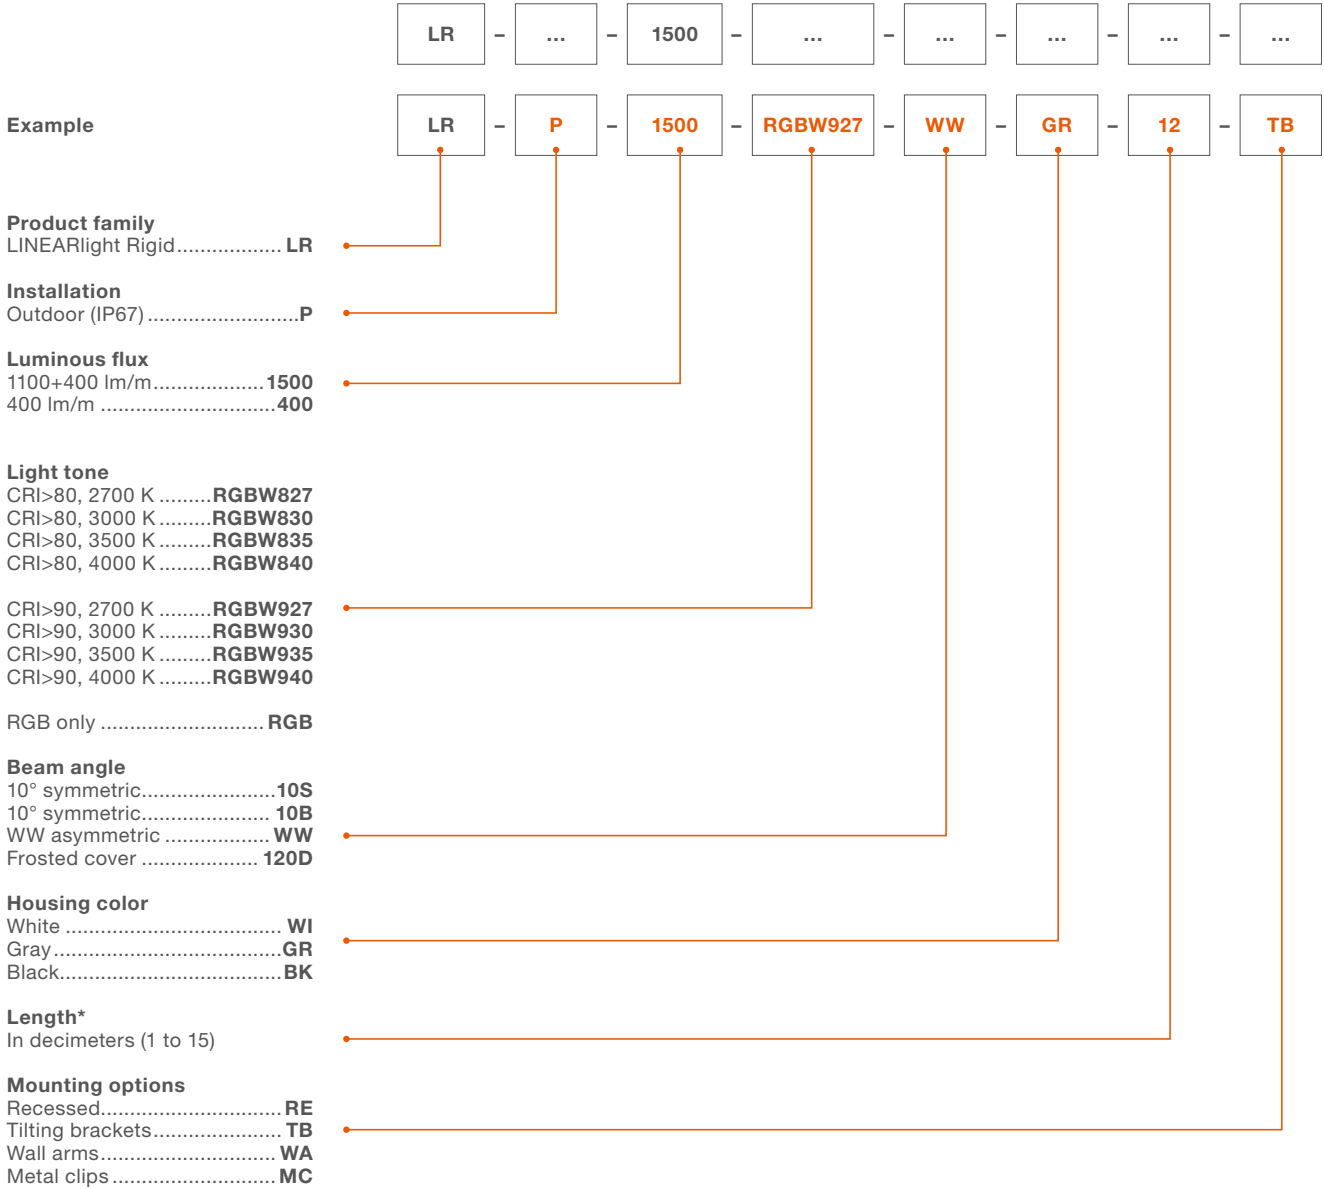 LR – ... – 1500 – ... – ... – ... – ... – ...
Example LR – P – 1500 – RGBW927 – WW – GR – 12 – TB
Product family
LINEARlight Rigid.................. LR
Installation
Outdoor (IP67) ..........................P
Luminous flux
1100+400 lm/m...................1500
400 lm/m ..............................400
Light tone
CRI>80, 2700 K .........RGBW827
CRI>80, 3000 K .........RGBW830
CRI>80, 3500 K .........RGBW835
CRI>80, 4000 K .........RGBW840
CRI>90, 2700 K .........RGBW927
CRI>90, 3000 K .........RGBW930
CRI>90, 3500 K .........RGBW935
CRI>90, 4000 K .........RGBW940
RGB only ............................ RGB
Beam angle
10° symmetric.......................10S
10° symmetric...................... 10B
WW asymmetric .................. WW
Frosted cover .................... 120D
Housing color
White ..................................... WI
Gray.......................................GR
Black......................................BK
Length*
In decimeters (1 to 15)
Mounting options
Recessed............................... RE
Tilting brackets...................... TB
Wall arms.............................. WA
Metal clips ............................ MC